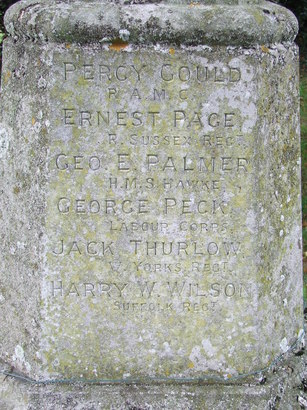 PERCY GOULD
R.A.M.C.
ERNEST PAGE.
R. SUSSEX REGT.
GEO. E. PALMER
H.M.S. HAWKE.
GEORGE PECK.
LABOUR CORPS.
JACK THURLOW.
W. YORKS. REGT.
HARRY W. WILSON
SUFFOLK REGT.